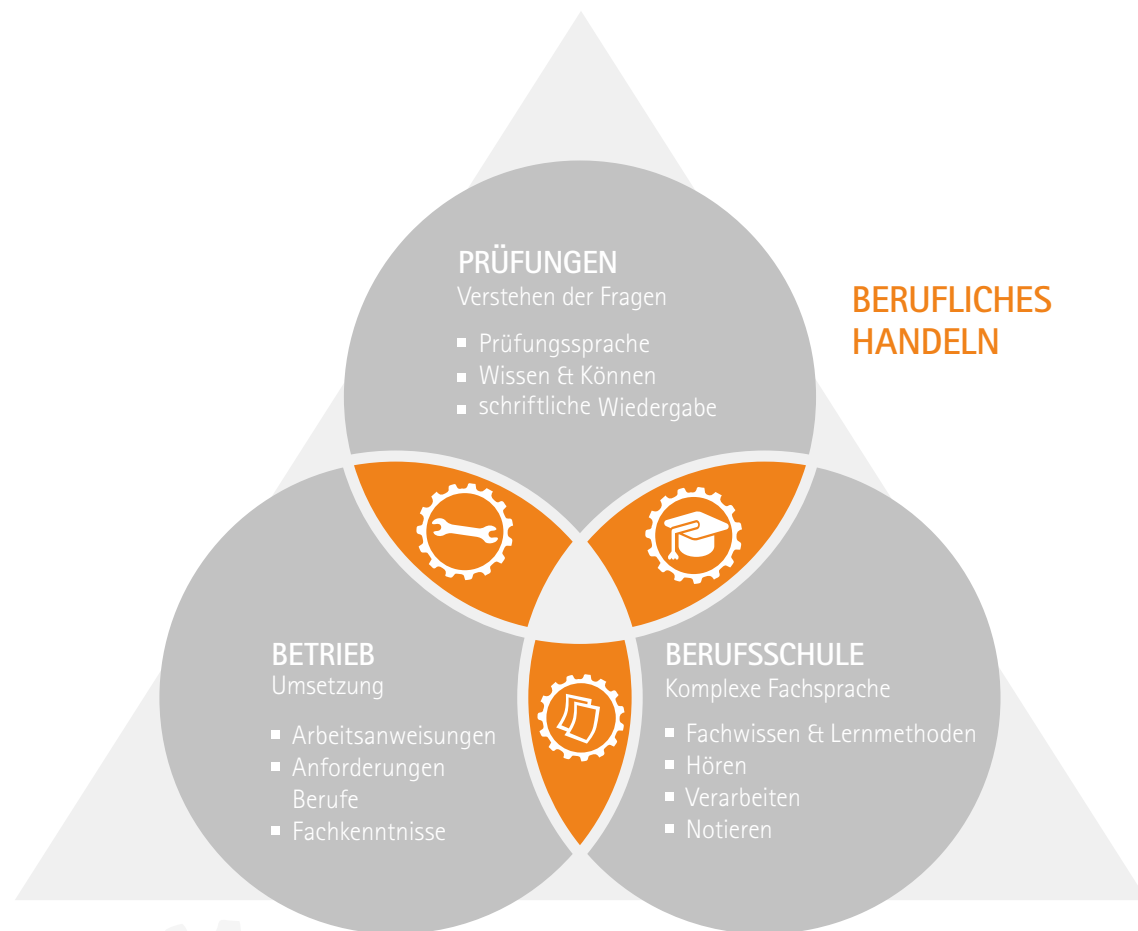 PRÜFUNGEN
Verstehen der Fragen
▪ Prüfungssprache
▪ Wissen & Können
▪ schriftliche Wiedergabe
BERUFLICHES
HANDELN
BETRIEB
Umsetzung
▪ Arbeitsanweisungen
▪ Anforderungen
Berufe
▪ Fachkenntnisse
BERUFSSCHULE
Komplexe Fachsprache
▪ Fachwissen & Lernmethoden
▪ Hören
▪ Verarbeiten
▪ Notieren